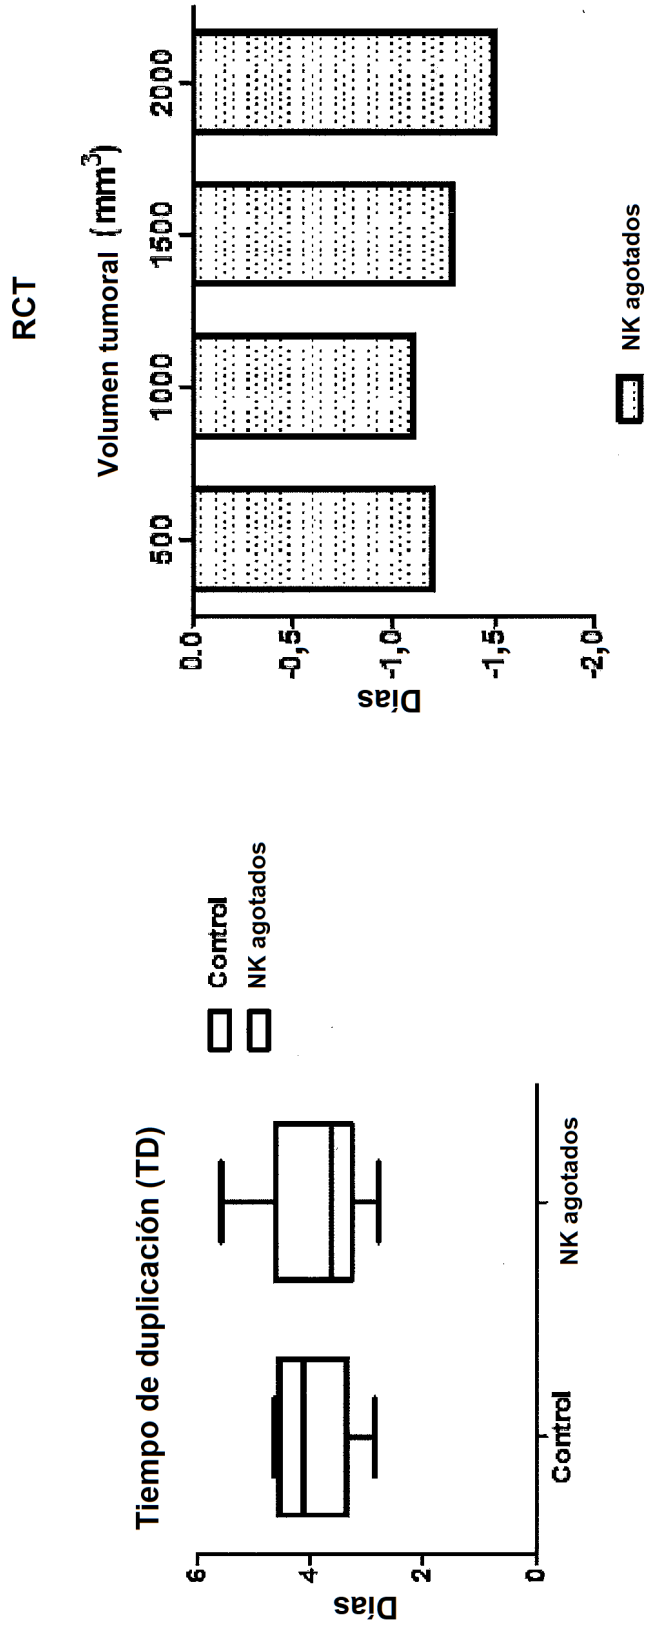 Tiempo de duplicación (TD)
Días
6
4
2
0
Control
NK agotados
Control
NK agotados
RCT
Volumen tumoral (mm³)
500
1000
1500
2000
Días
0.0
-0,5
-1,0
-1,5
-2,0
NK agotados